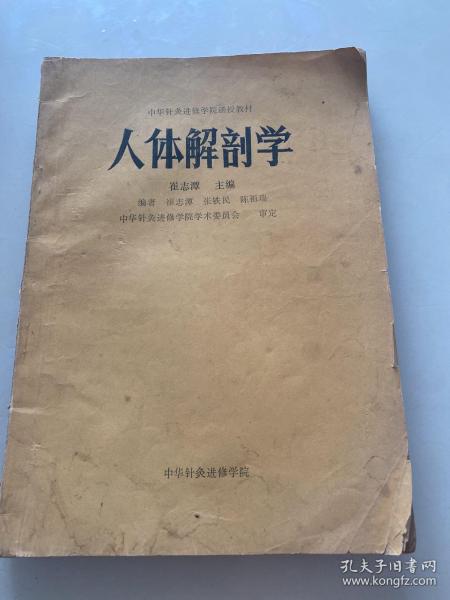 中华针灸进修学院函授教材
人体解剖学
崔志潭 主编
编者 崔志潭 张铁民 陈祖瑞
中华针灸进修学院学术委员会 审定
中华针灸进修学院
孔夫子旧书网
www.kongfz.com